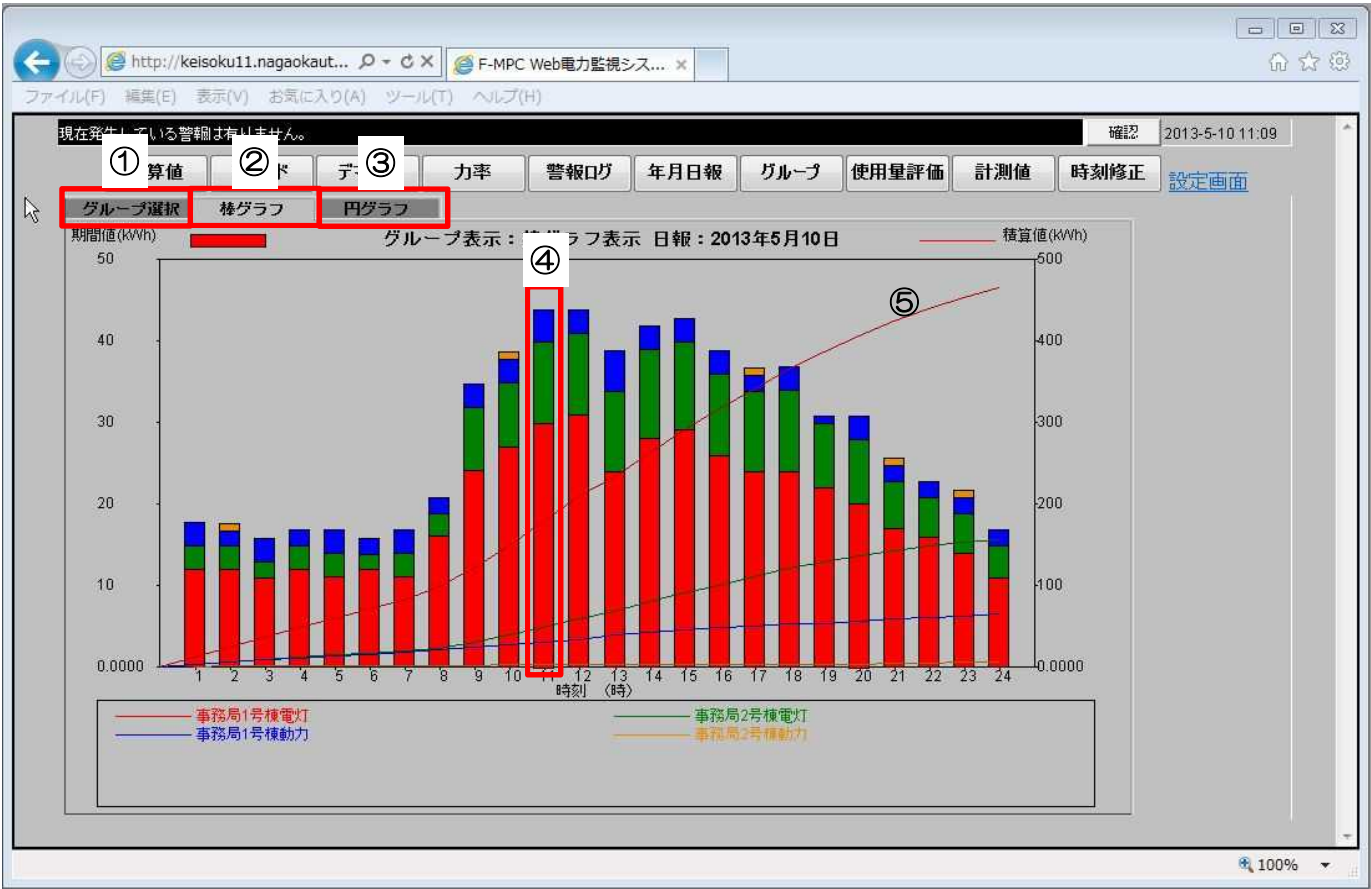 http://keisoku11.nagaokaut...
F-MPC Web電力監視シス... ×
ファイル(F) 編集(E) 表示(V) お気に入り(A) ツール(T) ヘルプ(H)
現在発生している警報は有りません。
確認
2013-5-10 11:09
① ② ③
算値 ド デ 力率 警報ログ 年月日報 グループ 使用量評価 計測値 時刻修正 設定画面
グループ選択 棒グラフ 円グラフ
期間値(kWh) グループ表示:棒グラフ表示 日報:2013年5月10日 積算値(kWh)
50 500
④
⑤
40 400
30 300
20 200
10 100
0.0000 0.0000
1 2 3 4 5 6 7 8 9 10 11 12 13 14 15 16 17 18 19 20 21 22 23 24
時刻 (時)
事務局1号棟電灯 事務局2号棟電灯
事務局1号棟動力 事務局2号棟動力
100%